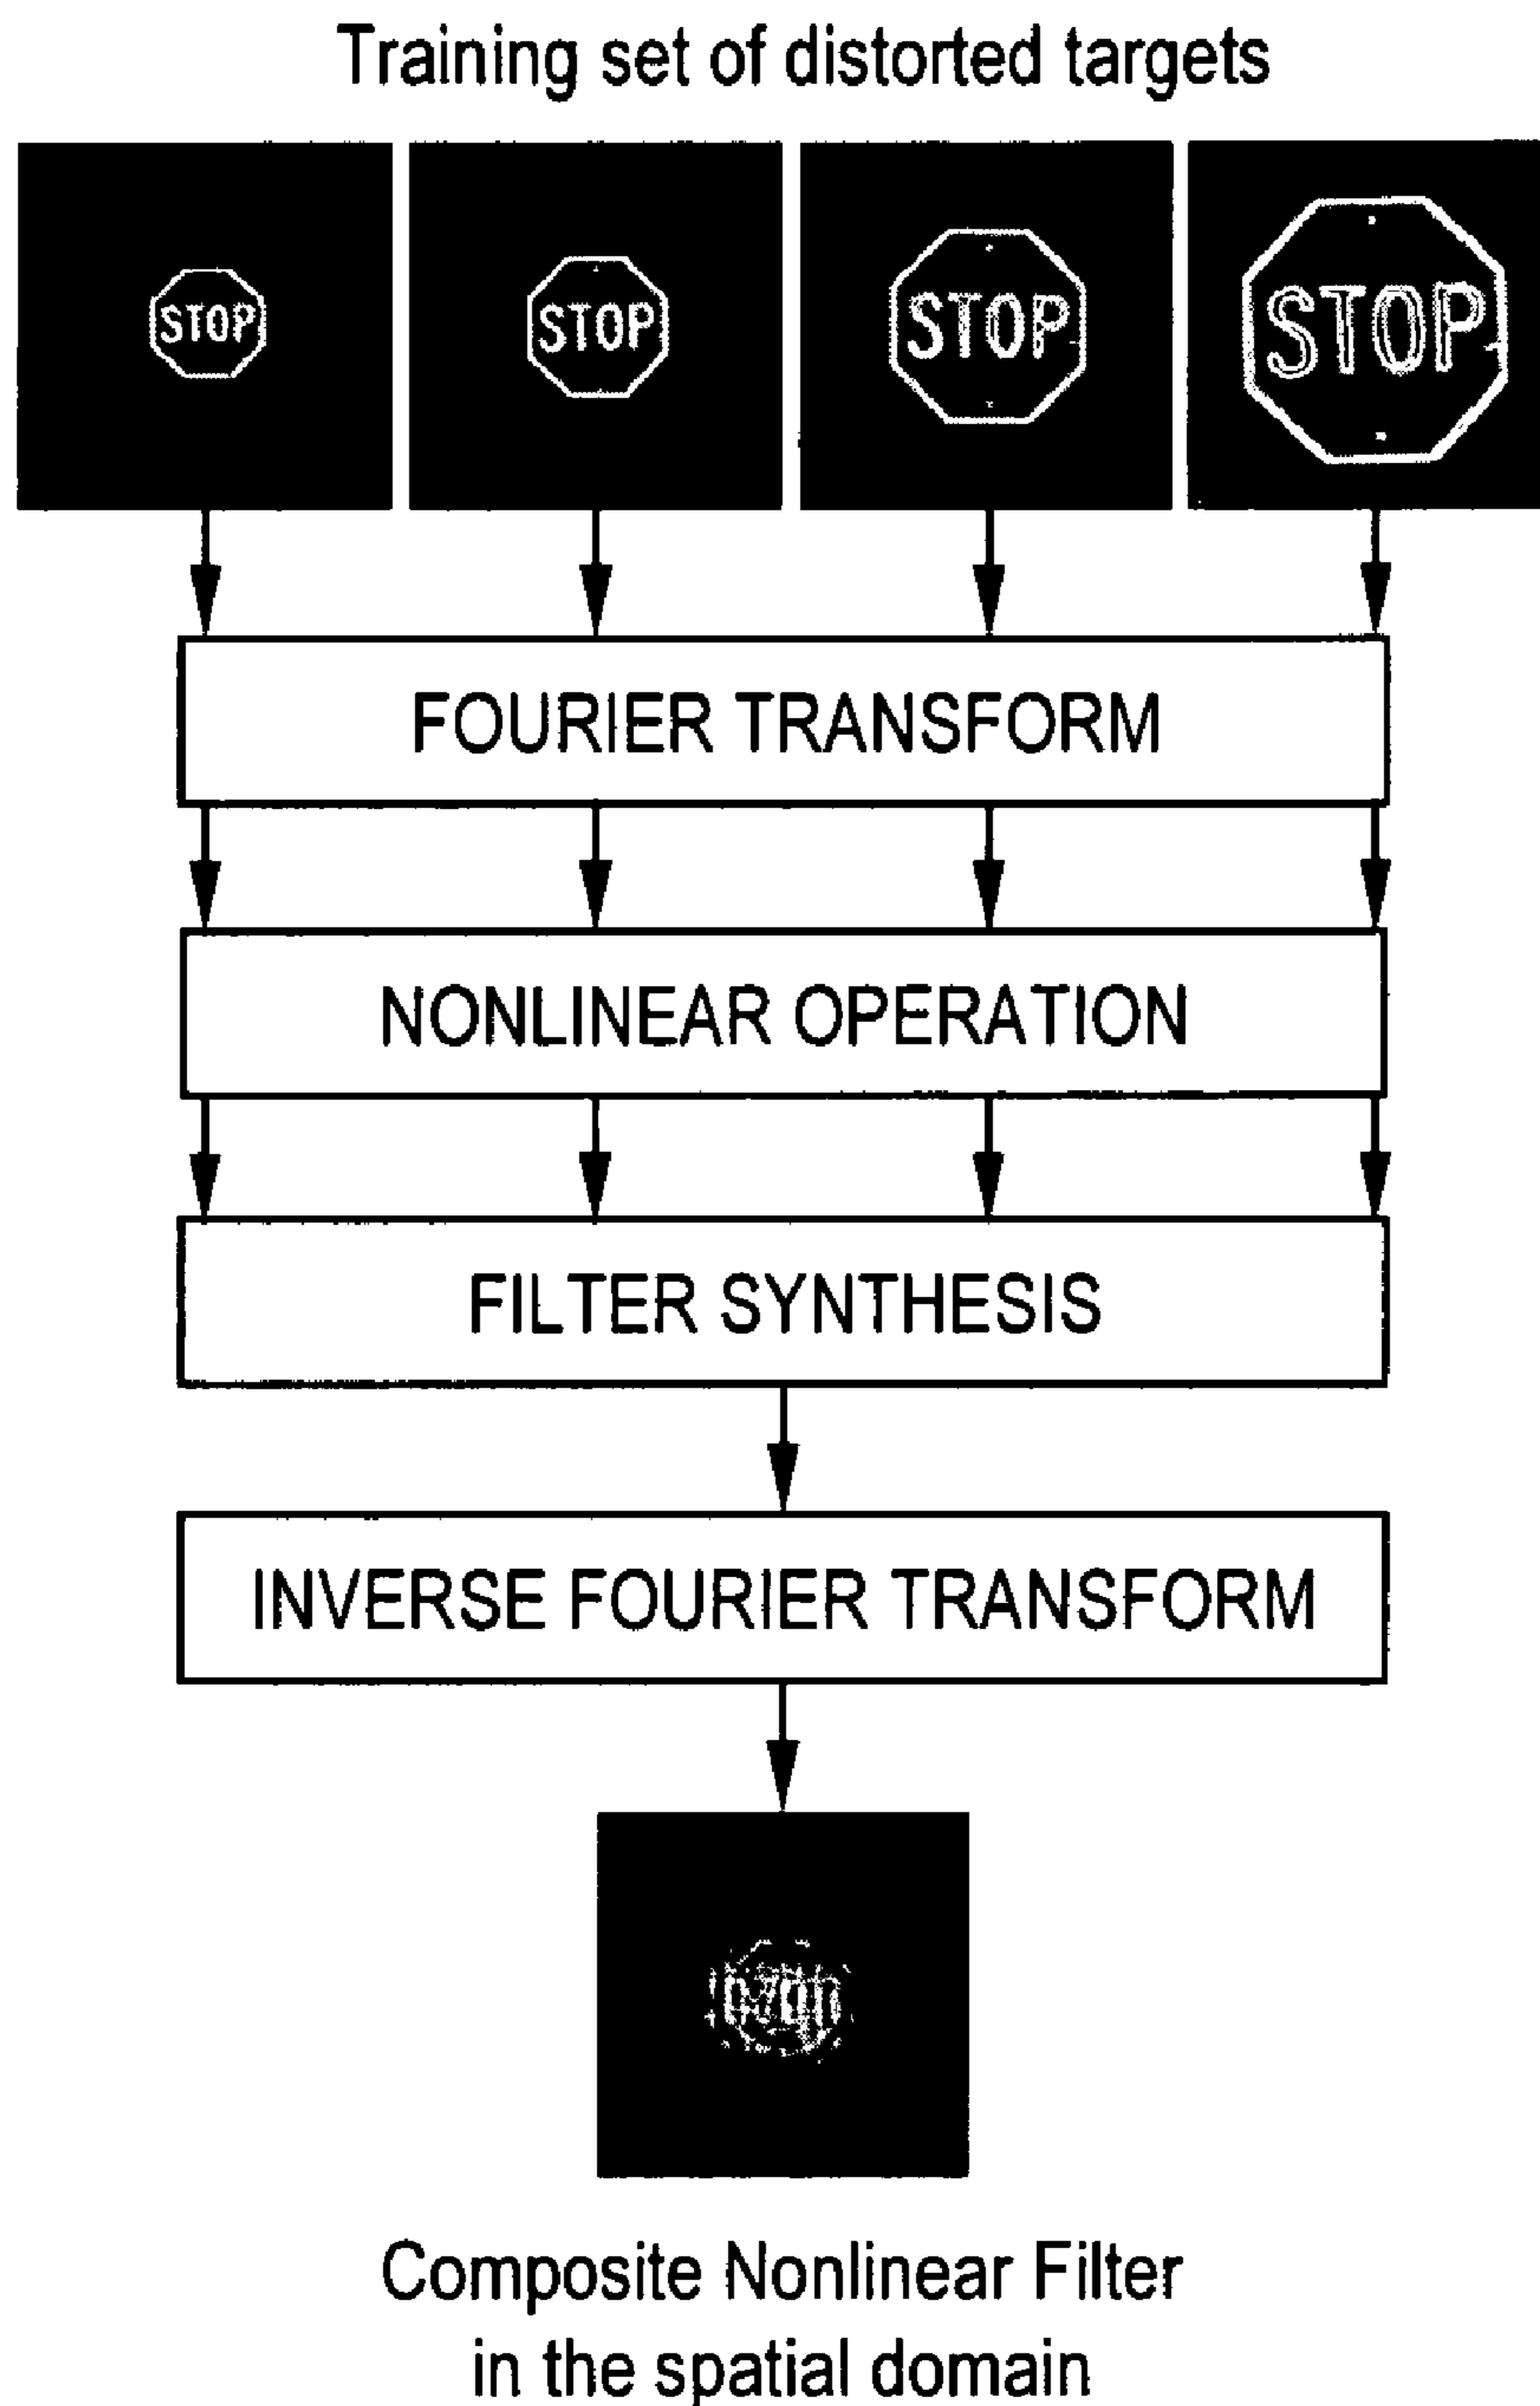 Training set of distorted targets
STOP STOP STOP STOP
FOURIER TRANSFORM
NONLINEAR OPERATION
FILTER SYNTHESIS
INVERSE FOURIER TRANSFORM
Composite Nonlinear Filter
in the spatial domain